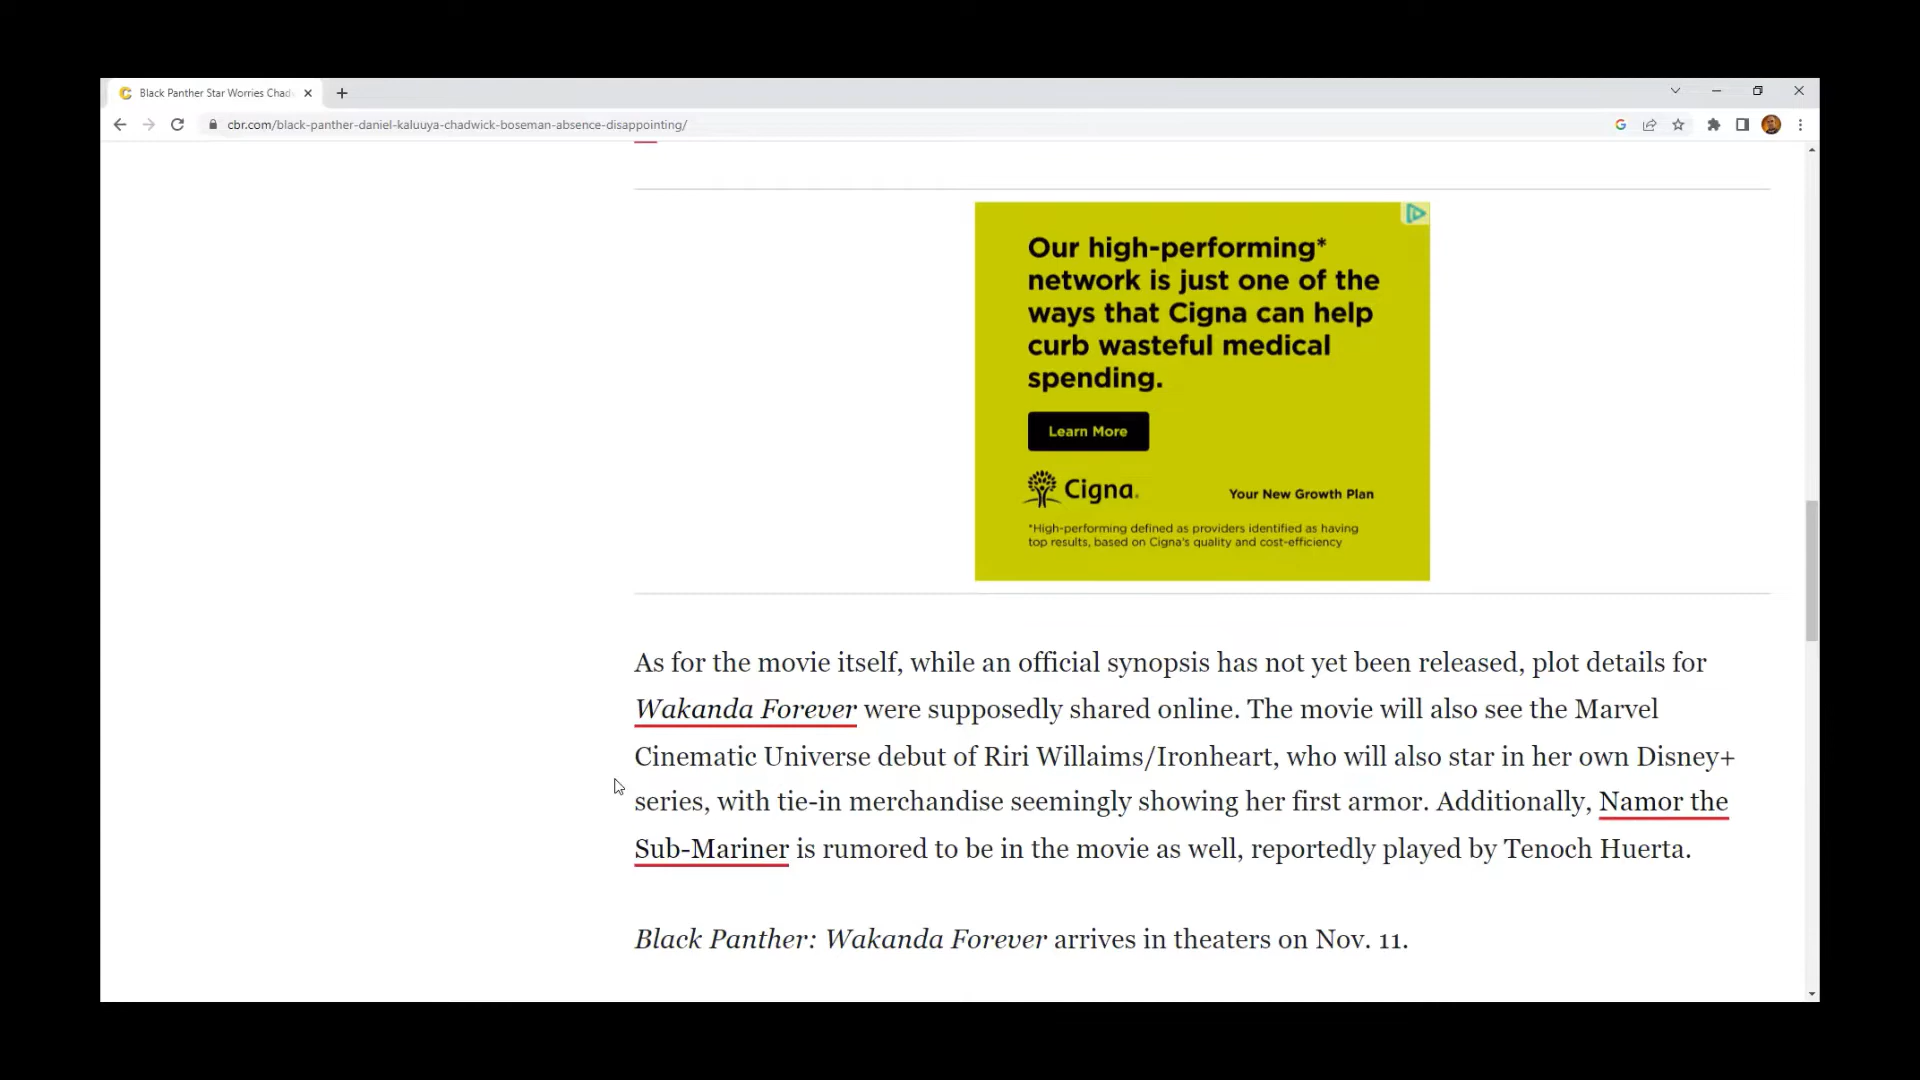 Black Panther Star Worries Chad
cbr.com/black-panther-daniel-kaluuya-chadwick-boseman-absence-disappointing/
Our high-performing*
network is just one of the
ways that Cigna can help
curb wasteful medical
spending.
Learn More
Cigna.
Your New Growth Plan
*High-performing defined as providers identified as having
top results, based on Cigna's quality and cost-efficiency
As for the movie itself, while an official synopsis has not yet been released, plot details for
Wakanda Forever were supposedly shared online. The movie will also see the Marvel
Cinematic Universe debut of Riri Willaims/Ironheart, who will also star in her own Disney+
series, with tie-in merchandise seemingly showing her first armor. Additionally, Namor the
Sub-Mariner is rumored to be in the movie as well, reportedly played by Tenoch Huerta.
Black Panther: Wakanda Forever arrives in theaters on Nov. 11.